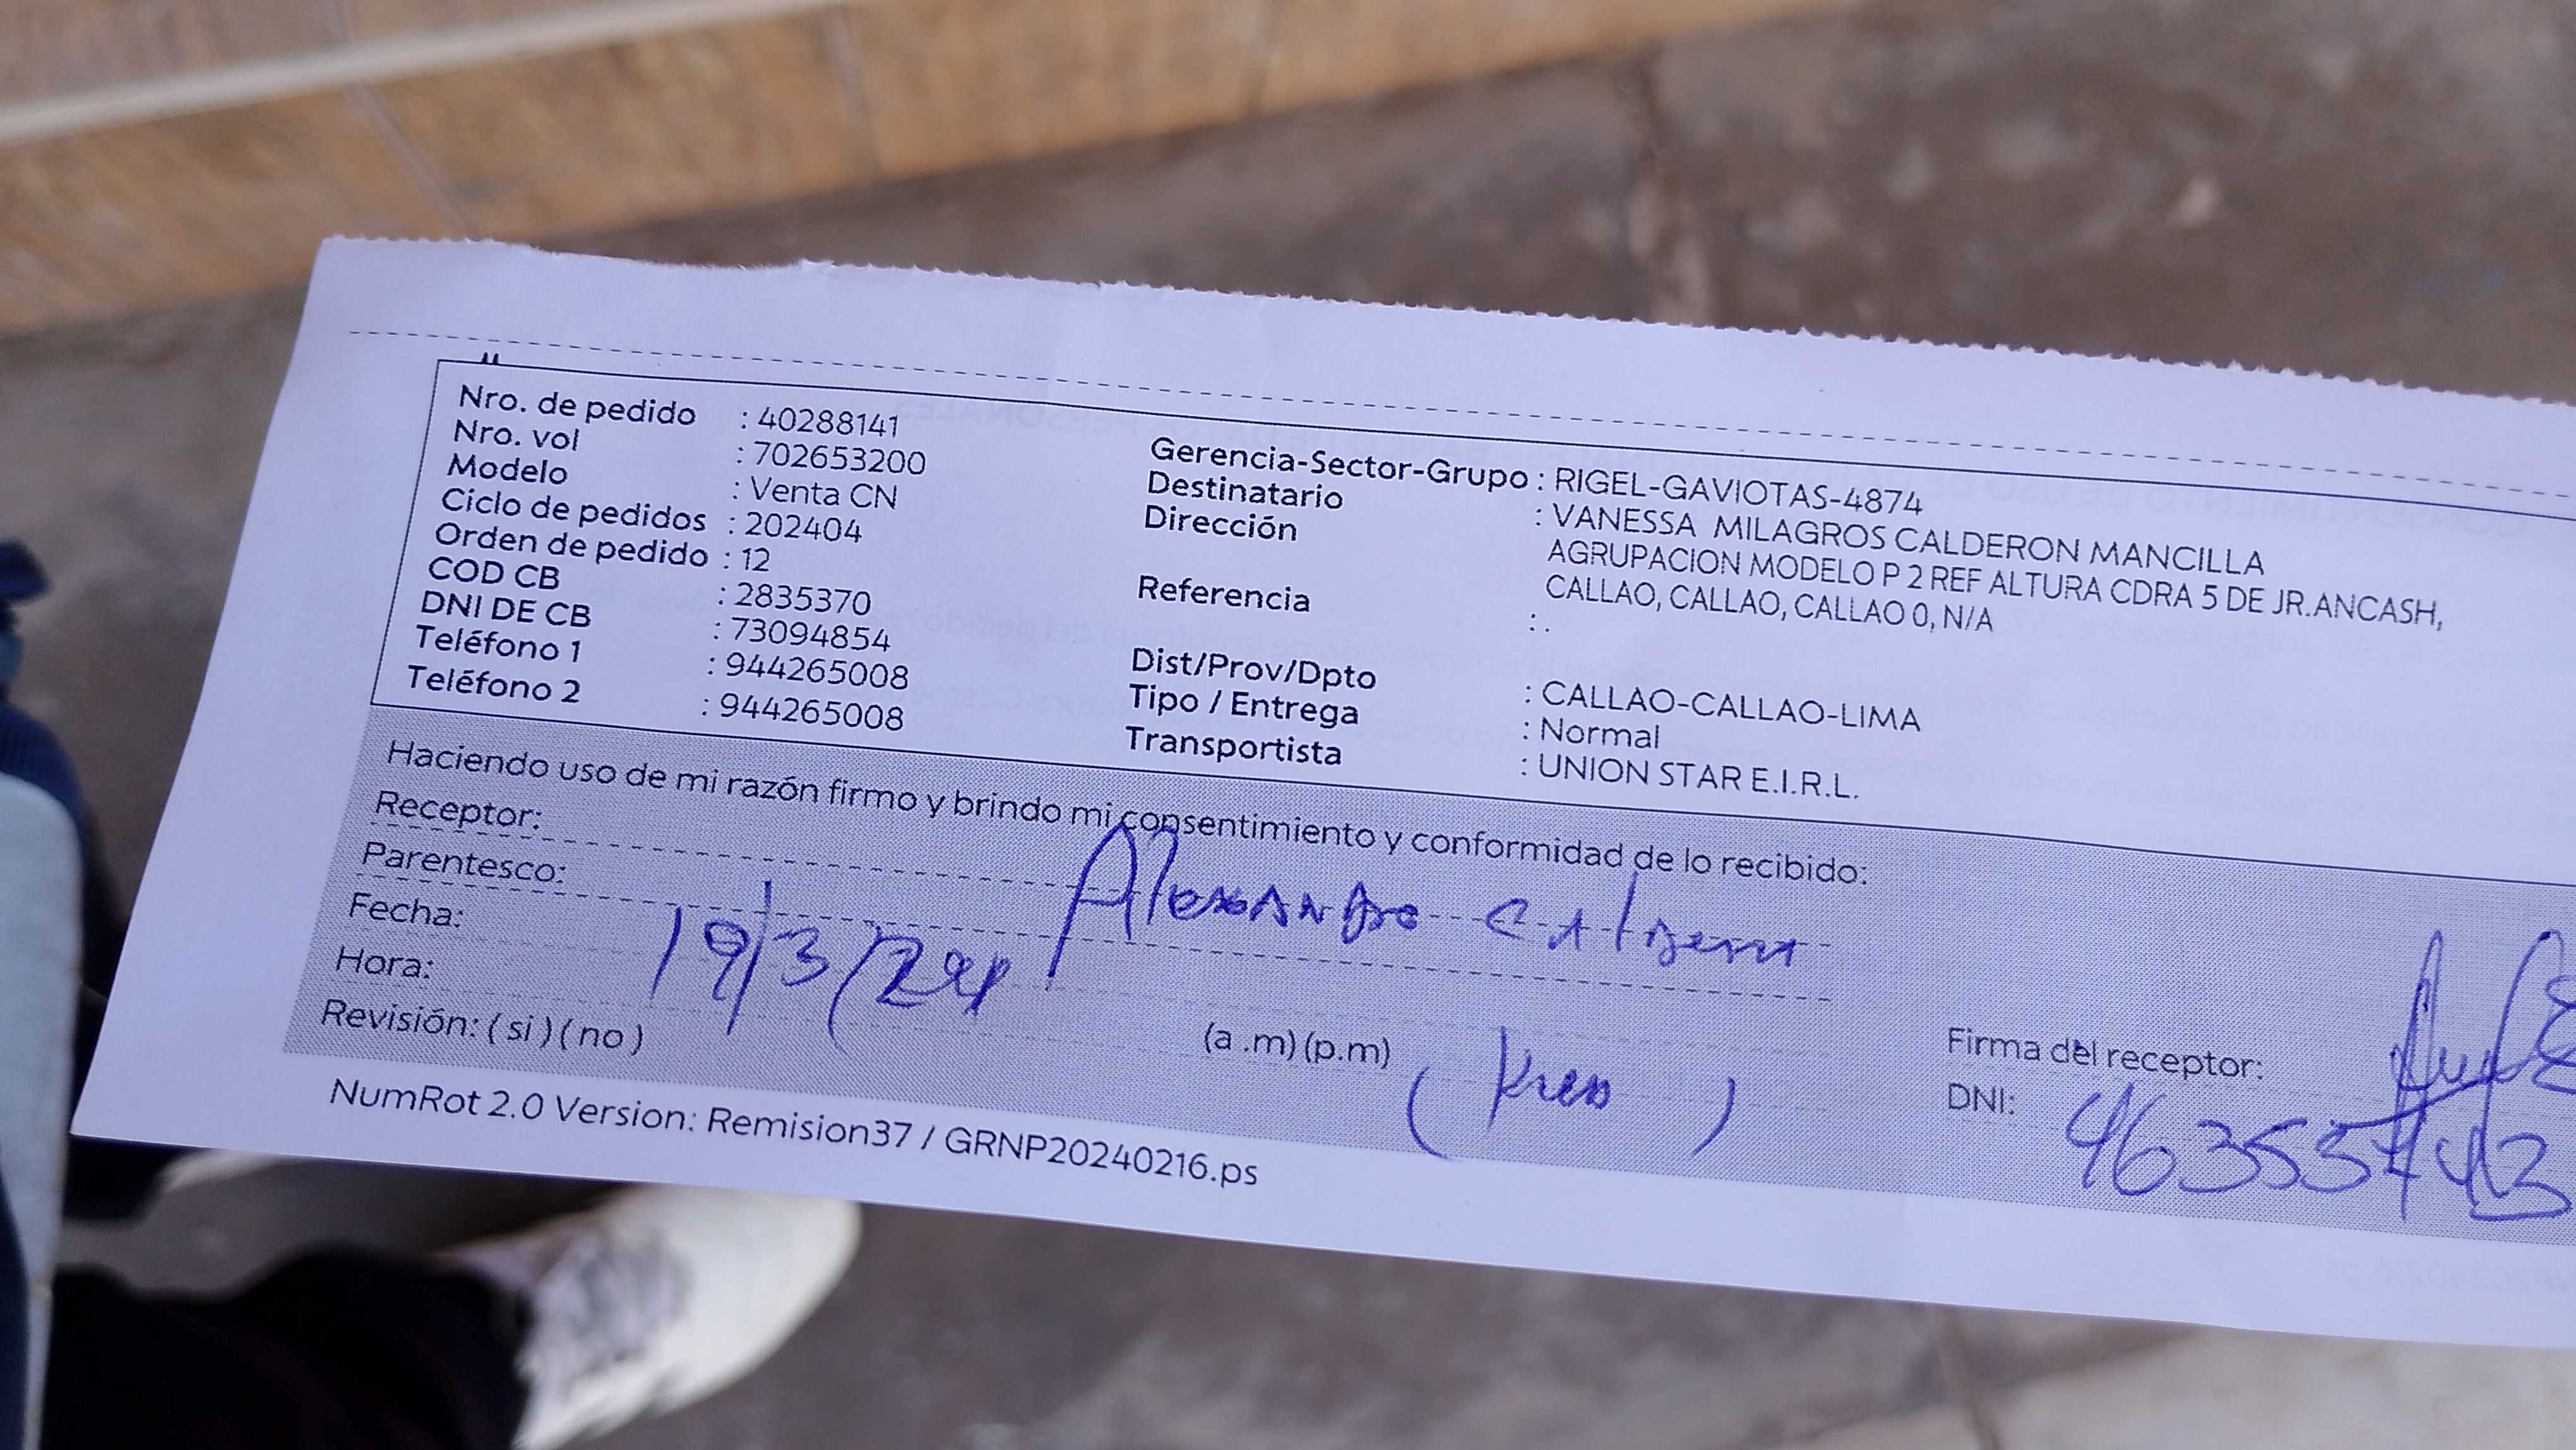 Nro. de pedido : 40288141
Nro. vol : 702653200
Modelo : Venta CN
Ciclo de pedidos : 202404
Orden de pedido : 12
COD CB : 2835370
DNI DE CB : 73094854
Teléfono 1 : 944265008
Teléfono 2 : 944265008
Gerencia-Sector-Grupo : RIGEL-GAVIOTAS-4874
Destinatario : VANESSA MILAGROS CALDERON MANCILLA
Dirección AGRUPACION MODELO P 2 REF ALTURA CDRA 5 DE JR.ANCASH,
CALLAO, CALLAO, CALLAO 0, N/A
Referencia : .
Dist/Prov/Dpto : CALLAO-CALLAO-LIMA
Tipo / Entrega : Normal
Transportista : UNION STAR E.I.R.L.
Haciendo uso de mi razón firmo y brindo mi consentimiento y conformidad de lo recibido:
Receptor:
Parentesco:
Fecha: 19/3/24
Hora: (a .m) (p.m)
Revisión: ( si ) ( no )
Firma del receptor:
DNI: 46355743
NumRot 2.0 Version: Remision37 / GRNP20240216.ps